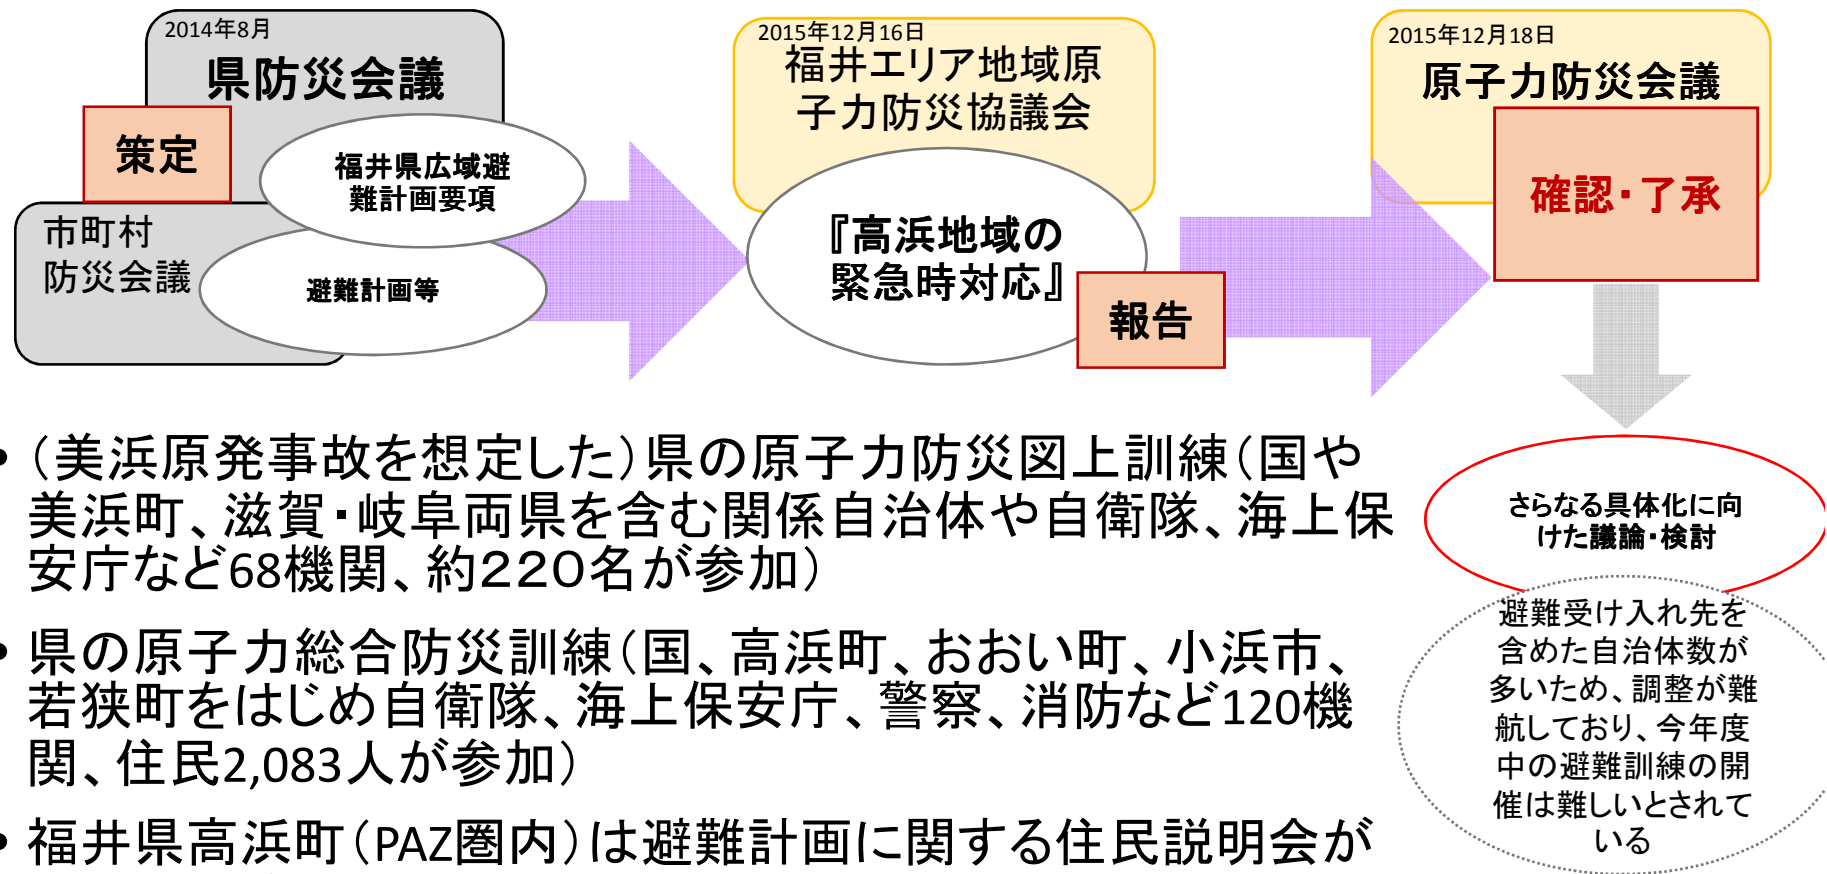 2014年8月
県防災会議
策定
福井県広域避
難計画要項
市町村
防災会議
避難計画等
2015年12月16日
福井エリア地域原
子力防災協議会
『高浜地域の
緊急時対応』
報告
2015年12月18日
原子力防災会議
確認・了承
さらなる具体化に向
けた議論・検討
避難受け入れ先を
含めた自治体数が
多いため、調整が難
航しており、今年度
中の避難訓練の開
催は難しいとされて
いる
• （美浜原発事故を想定した）県の原子力防災図上訓練（国や
美浜町、滋賀・岐阜両県を含む関係自治体や自衛隊、海上保
安庁など68機関、約２２０名が参加）
• 県の原子力総合防災訓練（国、高浜町、おおい町、小浜市、
若狭町をはじめ自衛隊、海上保安庁、警察、消防など120機
関、住民2,083人が参加）
• 福井県高浜町（PAZ圏内）は避難計画に関する住民説明会が